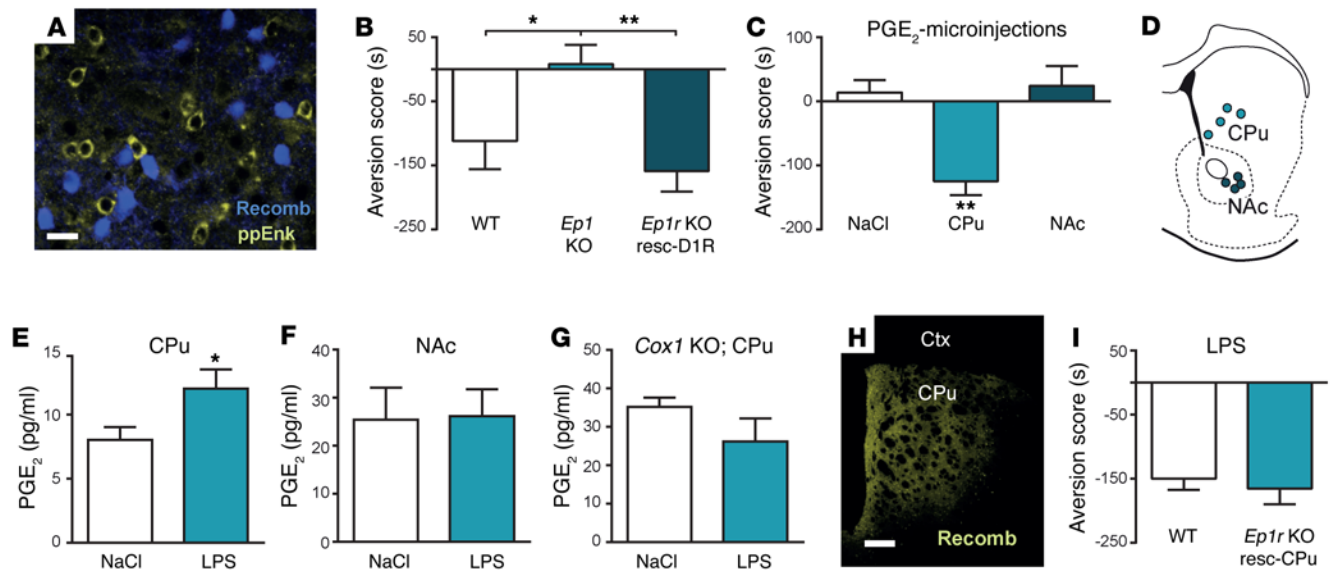 A
Recomb
ppEnk
B
* **
Aversion score (s)
50
-50
-150
-250
WT
Ep1
KO
Ep1r KO
resc-D1R
C
PGE₂-microinjections
Aversion score (s)
100
0
-100
-200
**
NaCl
CPu
NAc
D
CPu
NAc
E
CPu
PGE₂ (pg/ml)
15
10
5
0
*
NaCl
LPS
F
NAc
PGE₂ (pg/ml)
40
30
20
10
0
NaCl
LPS
G
Cox1 KO; CPu
PGE₂ (pg/ml)
50
40
30
20
10
0
NaCl
LPS
H
Ctx
CPu
Recomb
I
LPS
Aversion score (s)
50
-50
-150
-250
WT
Ep1r KO
resc-CPu